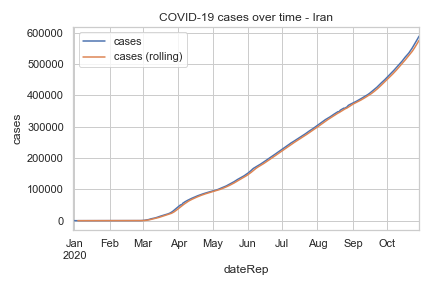 COVID-19 cases over time - Iran
cases
cases (rolling)
600000
500000
400000
300000
200000
100000
0
cases
Jan Feb Mar Apr May Jun Jul Aug Sep Oct
2020
dateRep